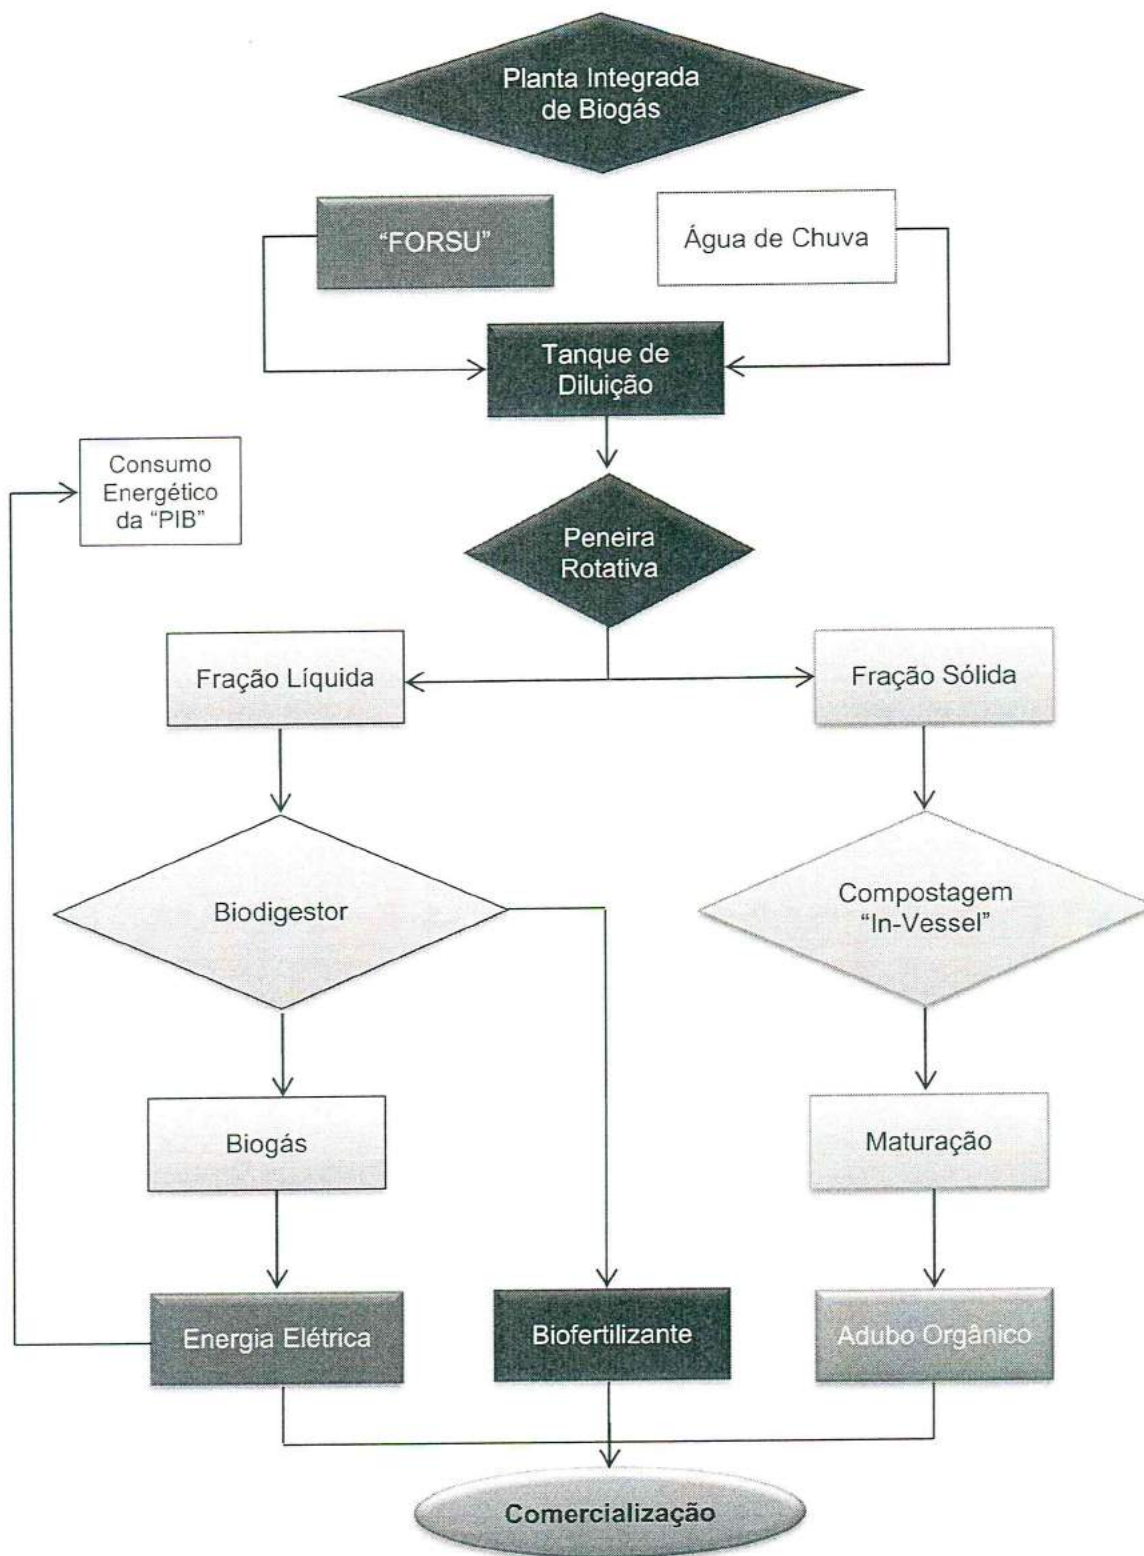 Planta Integrada
de Biogás
"FORSU"
Água de Chuva
Tanque de
Diluição
Consumo
Energético
da "PIB"
Peneira
Rotativa
Fração Líquida
Fração Sólida
Biodigestor
Compostagem
"In-Vessel"
Biogás
Maturação
Energia Elétrica
Biofertilizante
Adubo Orgânico
Comercialização